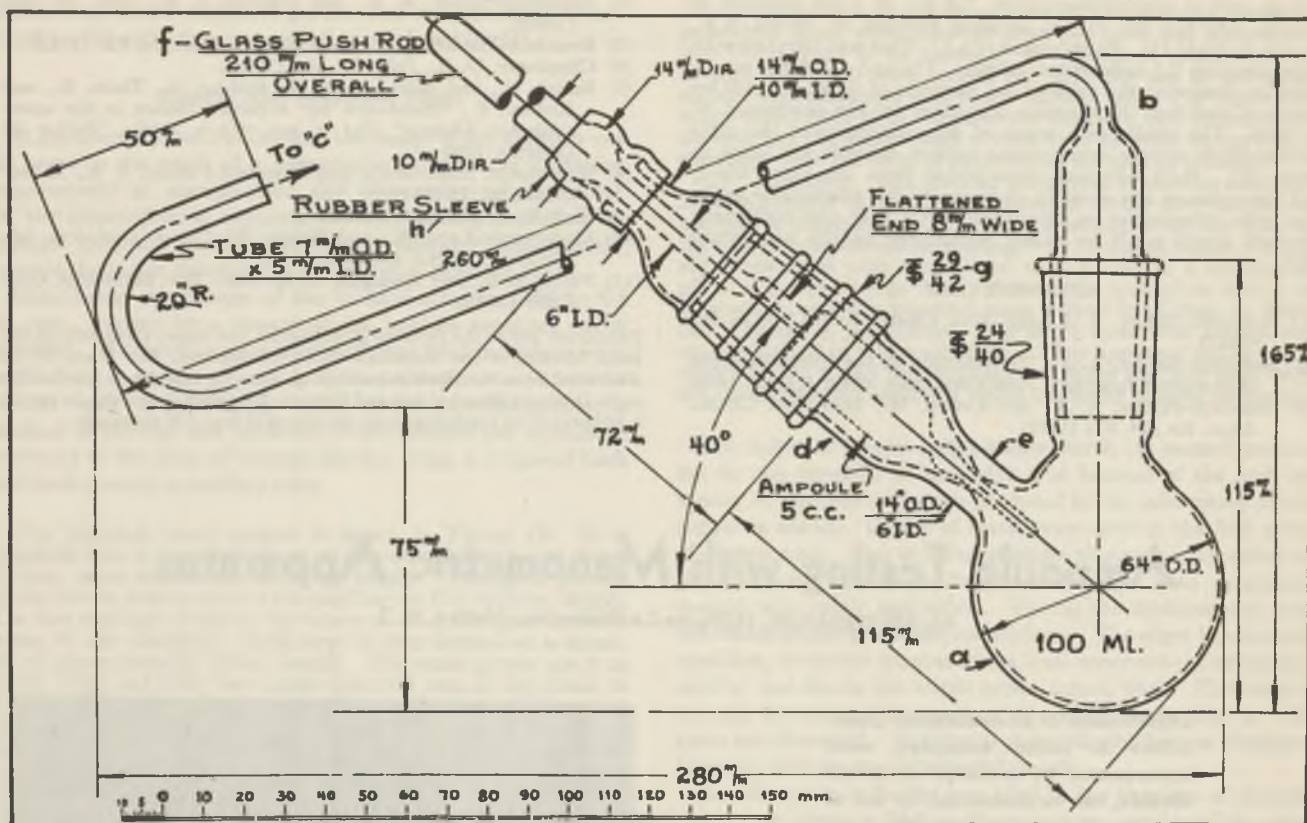 f-GLASS PUSH ROD
210 m/m LONG
OVERALL
14 m/m DIA
14 m/m O.D.
10 m/m I.D.
b
50 m/m
TO "C"
10 m/m DIA
RUBBER SLEEVE
h
FLATTENED
END 8 m/m WIDE
TUBE 7 m/m O.D.
x 5 m/m I.D.
260 m/m
20" R.
6" I.D.
29/42 - g
24/40
165
115
72 m/m
40°
d
e
AMPOULE
5 C.C.
14" O.D.
6" I.D.
75 m/m
64" O.D.
115 m/m
100 ML.
a
280 m/m
10 5 0 10 20 30 40 50 60 70 80 90 100 110 120 130 140 150 mm